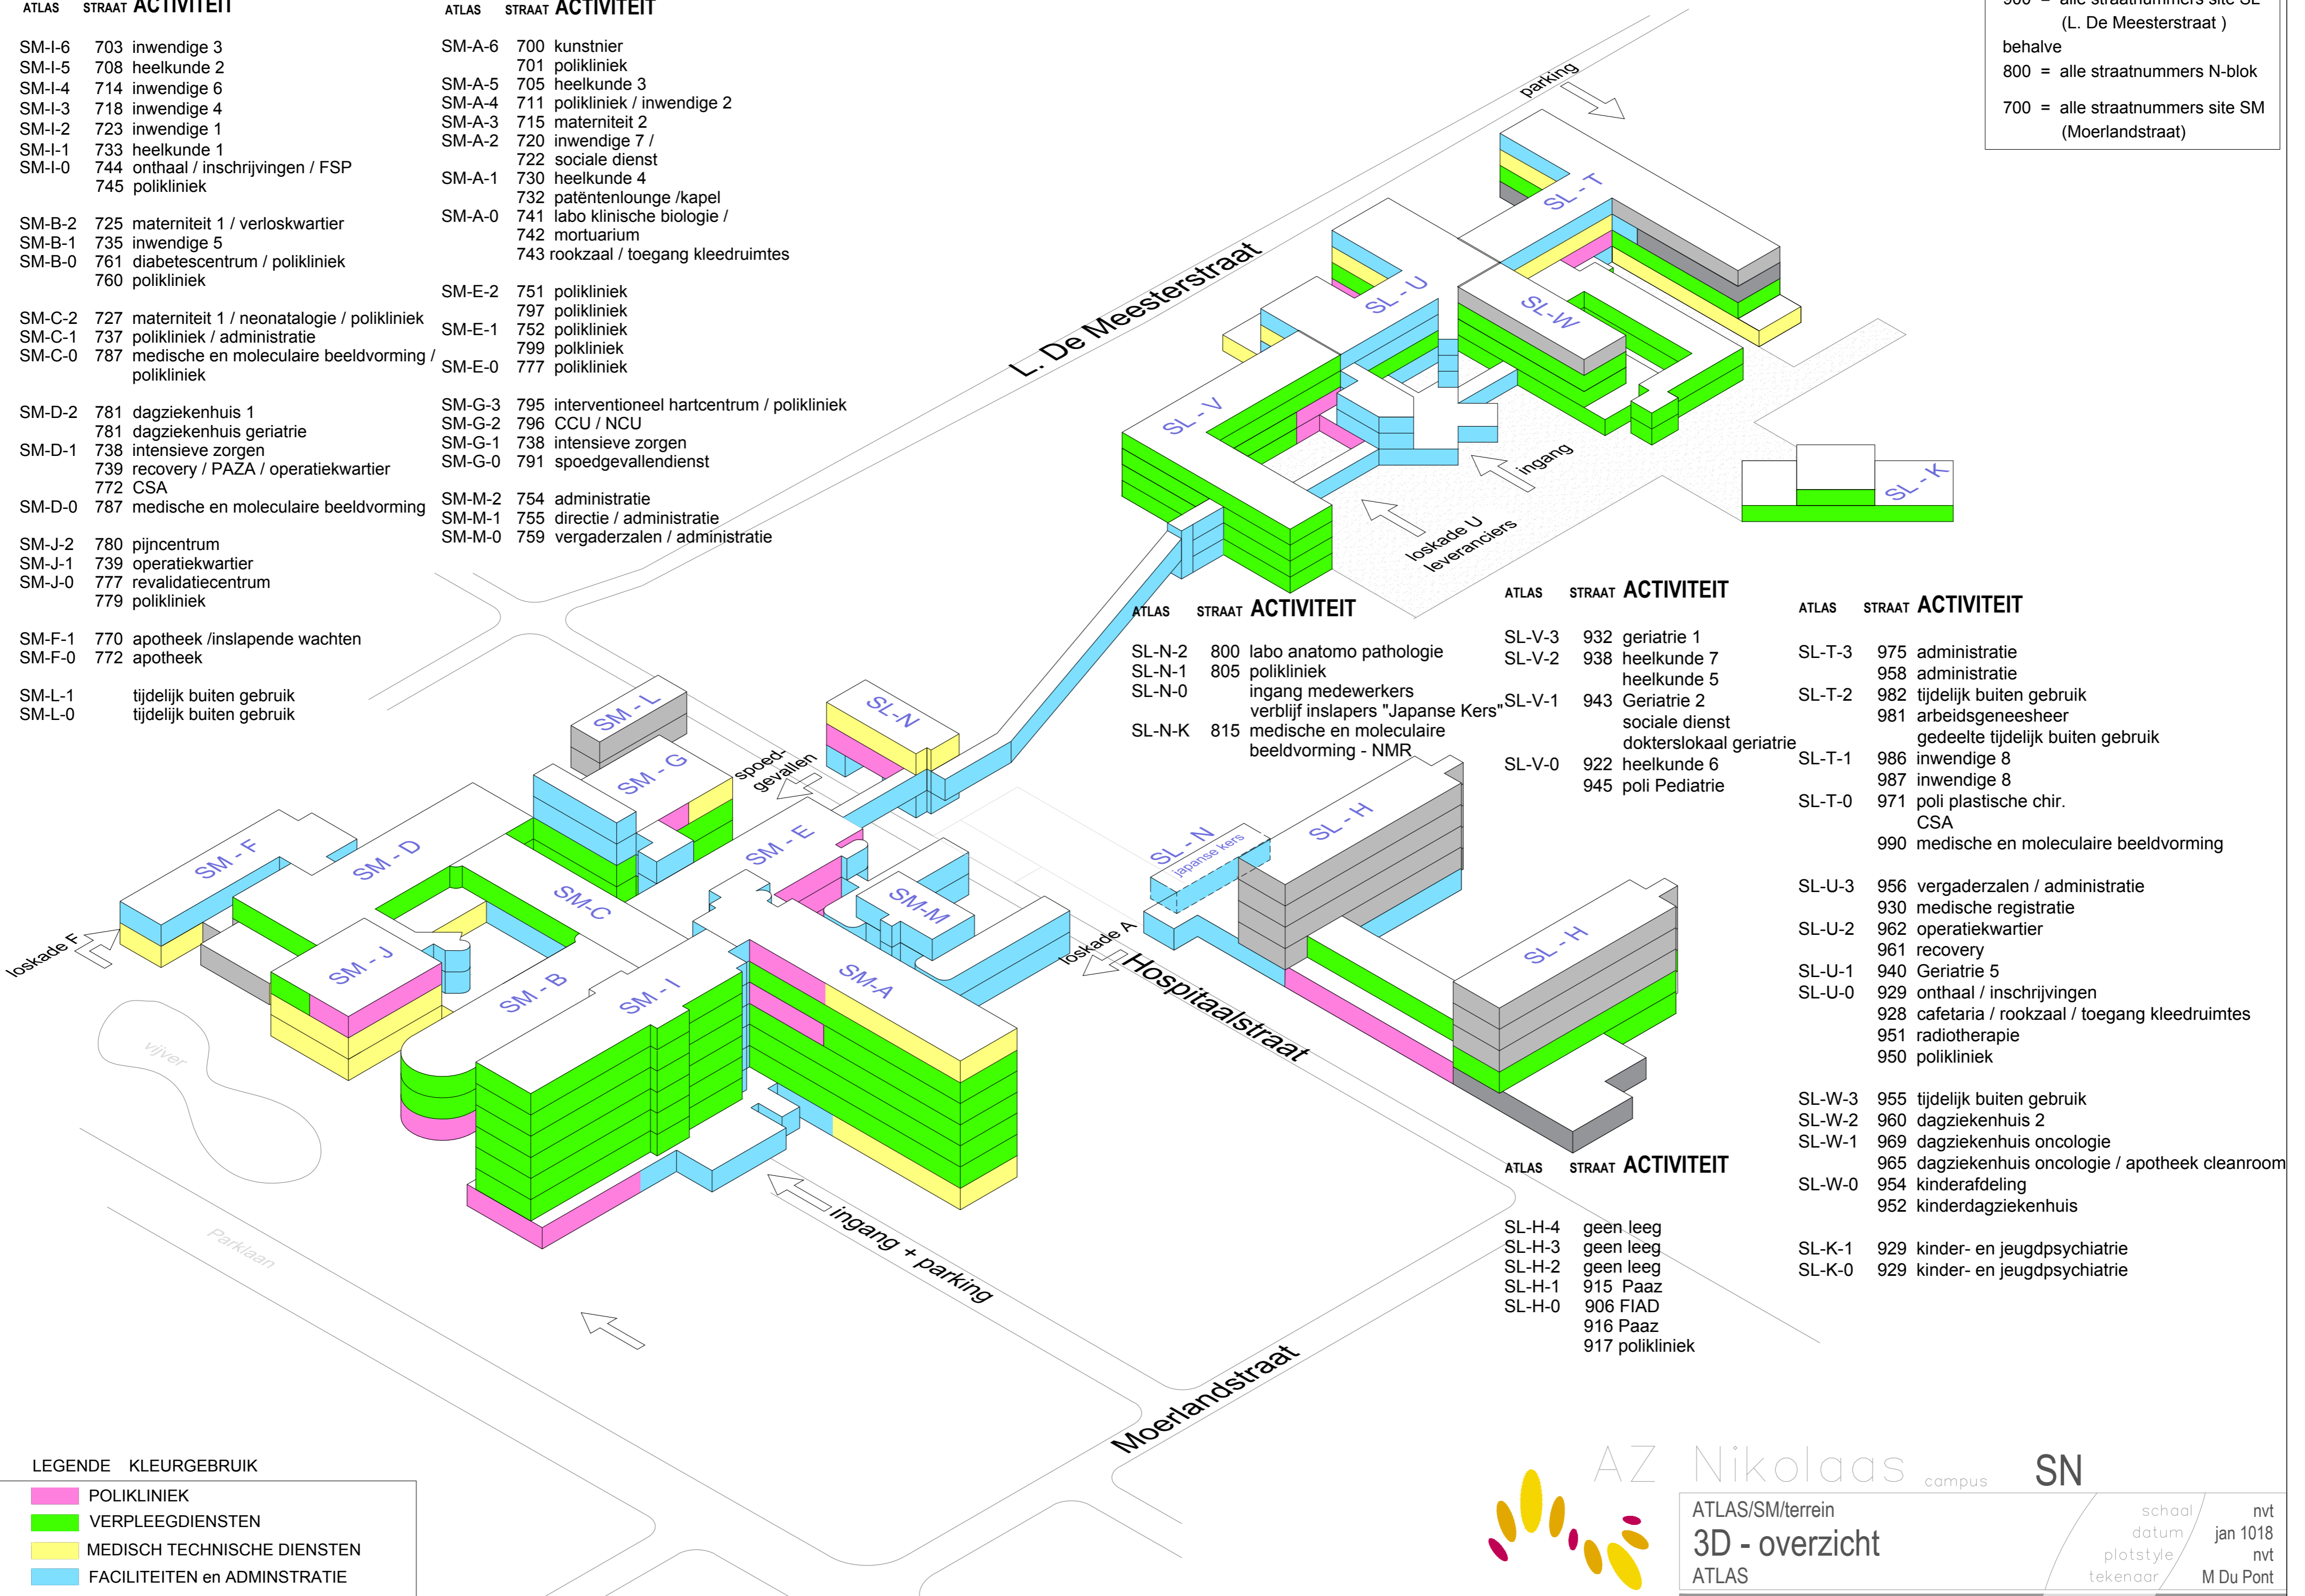 ATLAS STRAAT ACTIVITEIT
SM-I-6 703 inwendige 3
SM-I-5 708 heelkunde 2
SM-I-4 714 inwendige 6
SM-I-3 718 inwendige 4
SM-I-2 723 inwendige 1
SM-I-1 733 heelkunde 1
SM-I-0 744 onthaal / inschrijvingen / FSP
745 polikliniek
SM-B-2 725 materniteit 1 / verloskwartier
SM-B-1 735 inwendige 5
SM-B-0 761 diabetescentrum / polikliniek
760 polikliniek
SM-C-2 727 materniteit 1 / neonatalogie / polikliniek
SM-C-1 737 polikliniek / administratie
SM-C-0 787 medische en moleculaire beeldvorming /
polikliniek
SM-D-2 781 dagziekenhuis 1
781 dagziekenhuis geriatrie
SM-D-1 738 intensieve zorgen
739 recovery / PAZA / operatiekwartier
772 CSA
SM-D-0 787 medische en moleculaire beeldvorming
SM-J-2 780 pijncentrum
SM-J-1 739 operatiekwartier
SM-J-0 777 revalidatiecentrum
779 polikliniek
SM-F-1 770 apotheek /inslapende wachten
SM-F-0 772 apotheek
SM-L-1 tijdelijk buiten gebruik
SM-L-0 tijdelijk buiten gebruik
ATLAS STRAAT ACTIVITEIT
SM-A-6 700 kunstnier
701 polikliniek
SM-A-5 705 heelkunde 3
SM-A-4 711 polikliniek / inwendige 2
SM-A-3 715 materniteit 2
SM-A-2 720 inwendige 7 /
722 sociale dienst
SM-A-1 730 heelkunde 4
732 patëntenlounge /kapel
SM-A-0 741 labo klinische biologie /
742 mortuarium
743 rookzaal / toegang kleedruimtes
SM-E-2 751 polikliniek
797 polikliniek
SM-E-1 752 polikliniek
799 polkliniek
SM-E-0 777 polikliniek
SM-G-3 795 interventioneel hartcentrum / polikliniek
SM-G-2 796 CCU / NCU
SM-G-1 738 intensieve zorgen
SM-G-0 791 spoedgevallendienst
SM-M-2 754 administratie
SM-M-1 755 directie / administratie
SM-M-0 759 vergaderzalen / administratie
900 = alle straatnummers site SL
(L. De Meesterstraat )
behalve
800 = alle straatnummers N-blok
700 = alle straatnummers site SM
(Moerlandstraat)
parking
L. De Meesterstraat
SL - T
SL - U
SL-W
SL - V
SL - K
ingang
loskade U
leveranciers
ATLAS STRAAT ACTIVITEIT
SL-N-2 800 labo anatomo pathologie
SL-N-1 805 polikliniek
SL-N-0 ingang medewerkers
verblijf inslapers "Japanse Kers"
SL-N-K 815 medische en moleculaire
beeldvorming - NMR
ATLAS STRAAT ACTIVITEIT
SL-V-3 932 geriatrie 1
SL-V-2 938 heelkunde 7
heelkunde 5
SL-V-1 943 Geriatrie 2
sociale dienst
dokterslokaal geriatrie
SL-V-0 922 heelkunde 6
945 poli Pediatrie
ATLAS STRAAT ACTIVITEIT
SL-T-3 975 administratie
958 administratie
SL-T-2 982 tijdelijk buiten gebruik
981 arbeidsgeneesheer
gedeelte tijdelijk buiten gebruik
SL-T-1 986 inwendige 8
987 inwendige 8
SL-T-0 971 poli plastische chir.
CSA
990 medische en moleculaire beeldvorming
SL-U-3 956 vergaderzalen / administratie
930 medische registratie
SL-U-2 962 operatiekwartier
961 recovery
SL-U-1 940 Geriatrie 5
SL-U-0 929 onthaal / inschrijvingen
928 cafetaria / rookzaal / toegang kleedruimtes
951 radiotherapie
950 polikliniek
SL-W-3 955 tijdelijk buiten gebruik
SL-W-2 960 dagziekenhuis 2
SL-W-1 969 dagziekenhuis oncologie
965 dagziekenhuis oncologie / apotheek cleanroom
SL-W-0 954 kinderafdeling
952 kinderdagziekenhuis
SL-K-1 929 kinder- en jeugdpsychiatrie
SL-K-0 929 kinder- en jeugdpsychiatrie
SM - L
SL-N
SM - G
spoed-
gevallen
SM - F
SM - D
SM - E
SM-C
SM-M
SL - N
japanse kers
SL - H
SL - H
loskade F
SM - J
SM - B
SM - I
SM-A
loskade A
Hospitaalstraat
vijver
Parklaan
ingang + parking
Moerlandstraat
ATLAS STRAAT ACTIVITEIT
SL-H-4 geen leeg
SL-H-3 geen leeg
SL-H-2 geen leeg
SL-H-1 915 Paaz
SL-H-0 906 FIAD
916 Paaz
917 polikliniek
LEGENDE KLEURGEBRUIK
POLIKLINIEK
VERPLEEGDIENSTEN
MEDISCH TECHNISCHE DIENSTEN
FACILITEITEN en ADMINSTRATIE
AZ Nikolaas campus SN
ATLAS/SM/terrein
3D - overzicht
ATLAS
schaal nvt
datum jan 1018
plotstyle nvt
tekenaar M Du Pont